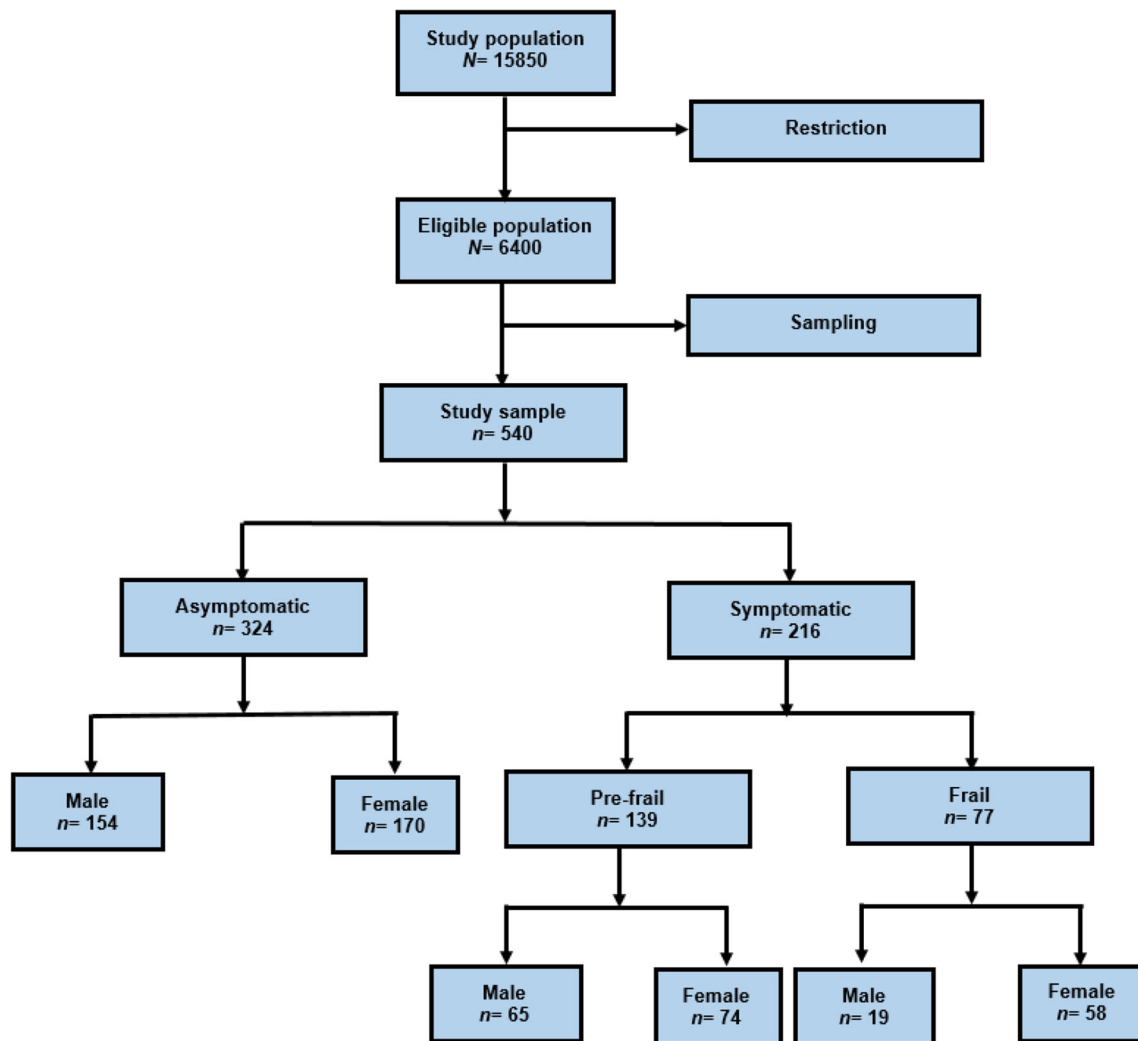 Study population
N= 15850
Restriction
Eligible population
N= 6400
Sampling
Study sample
n= 540
Asymptomatic
n= 324
Symptomatic
n= 216
Male
n= 154
Female
n= 170
Pre-frail
n= 139
Frail
n= 77
Male
n= 65
Female
n= 74
Male
n= 19
Female
n= 58